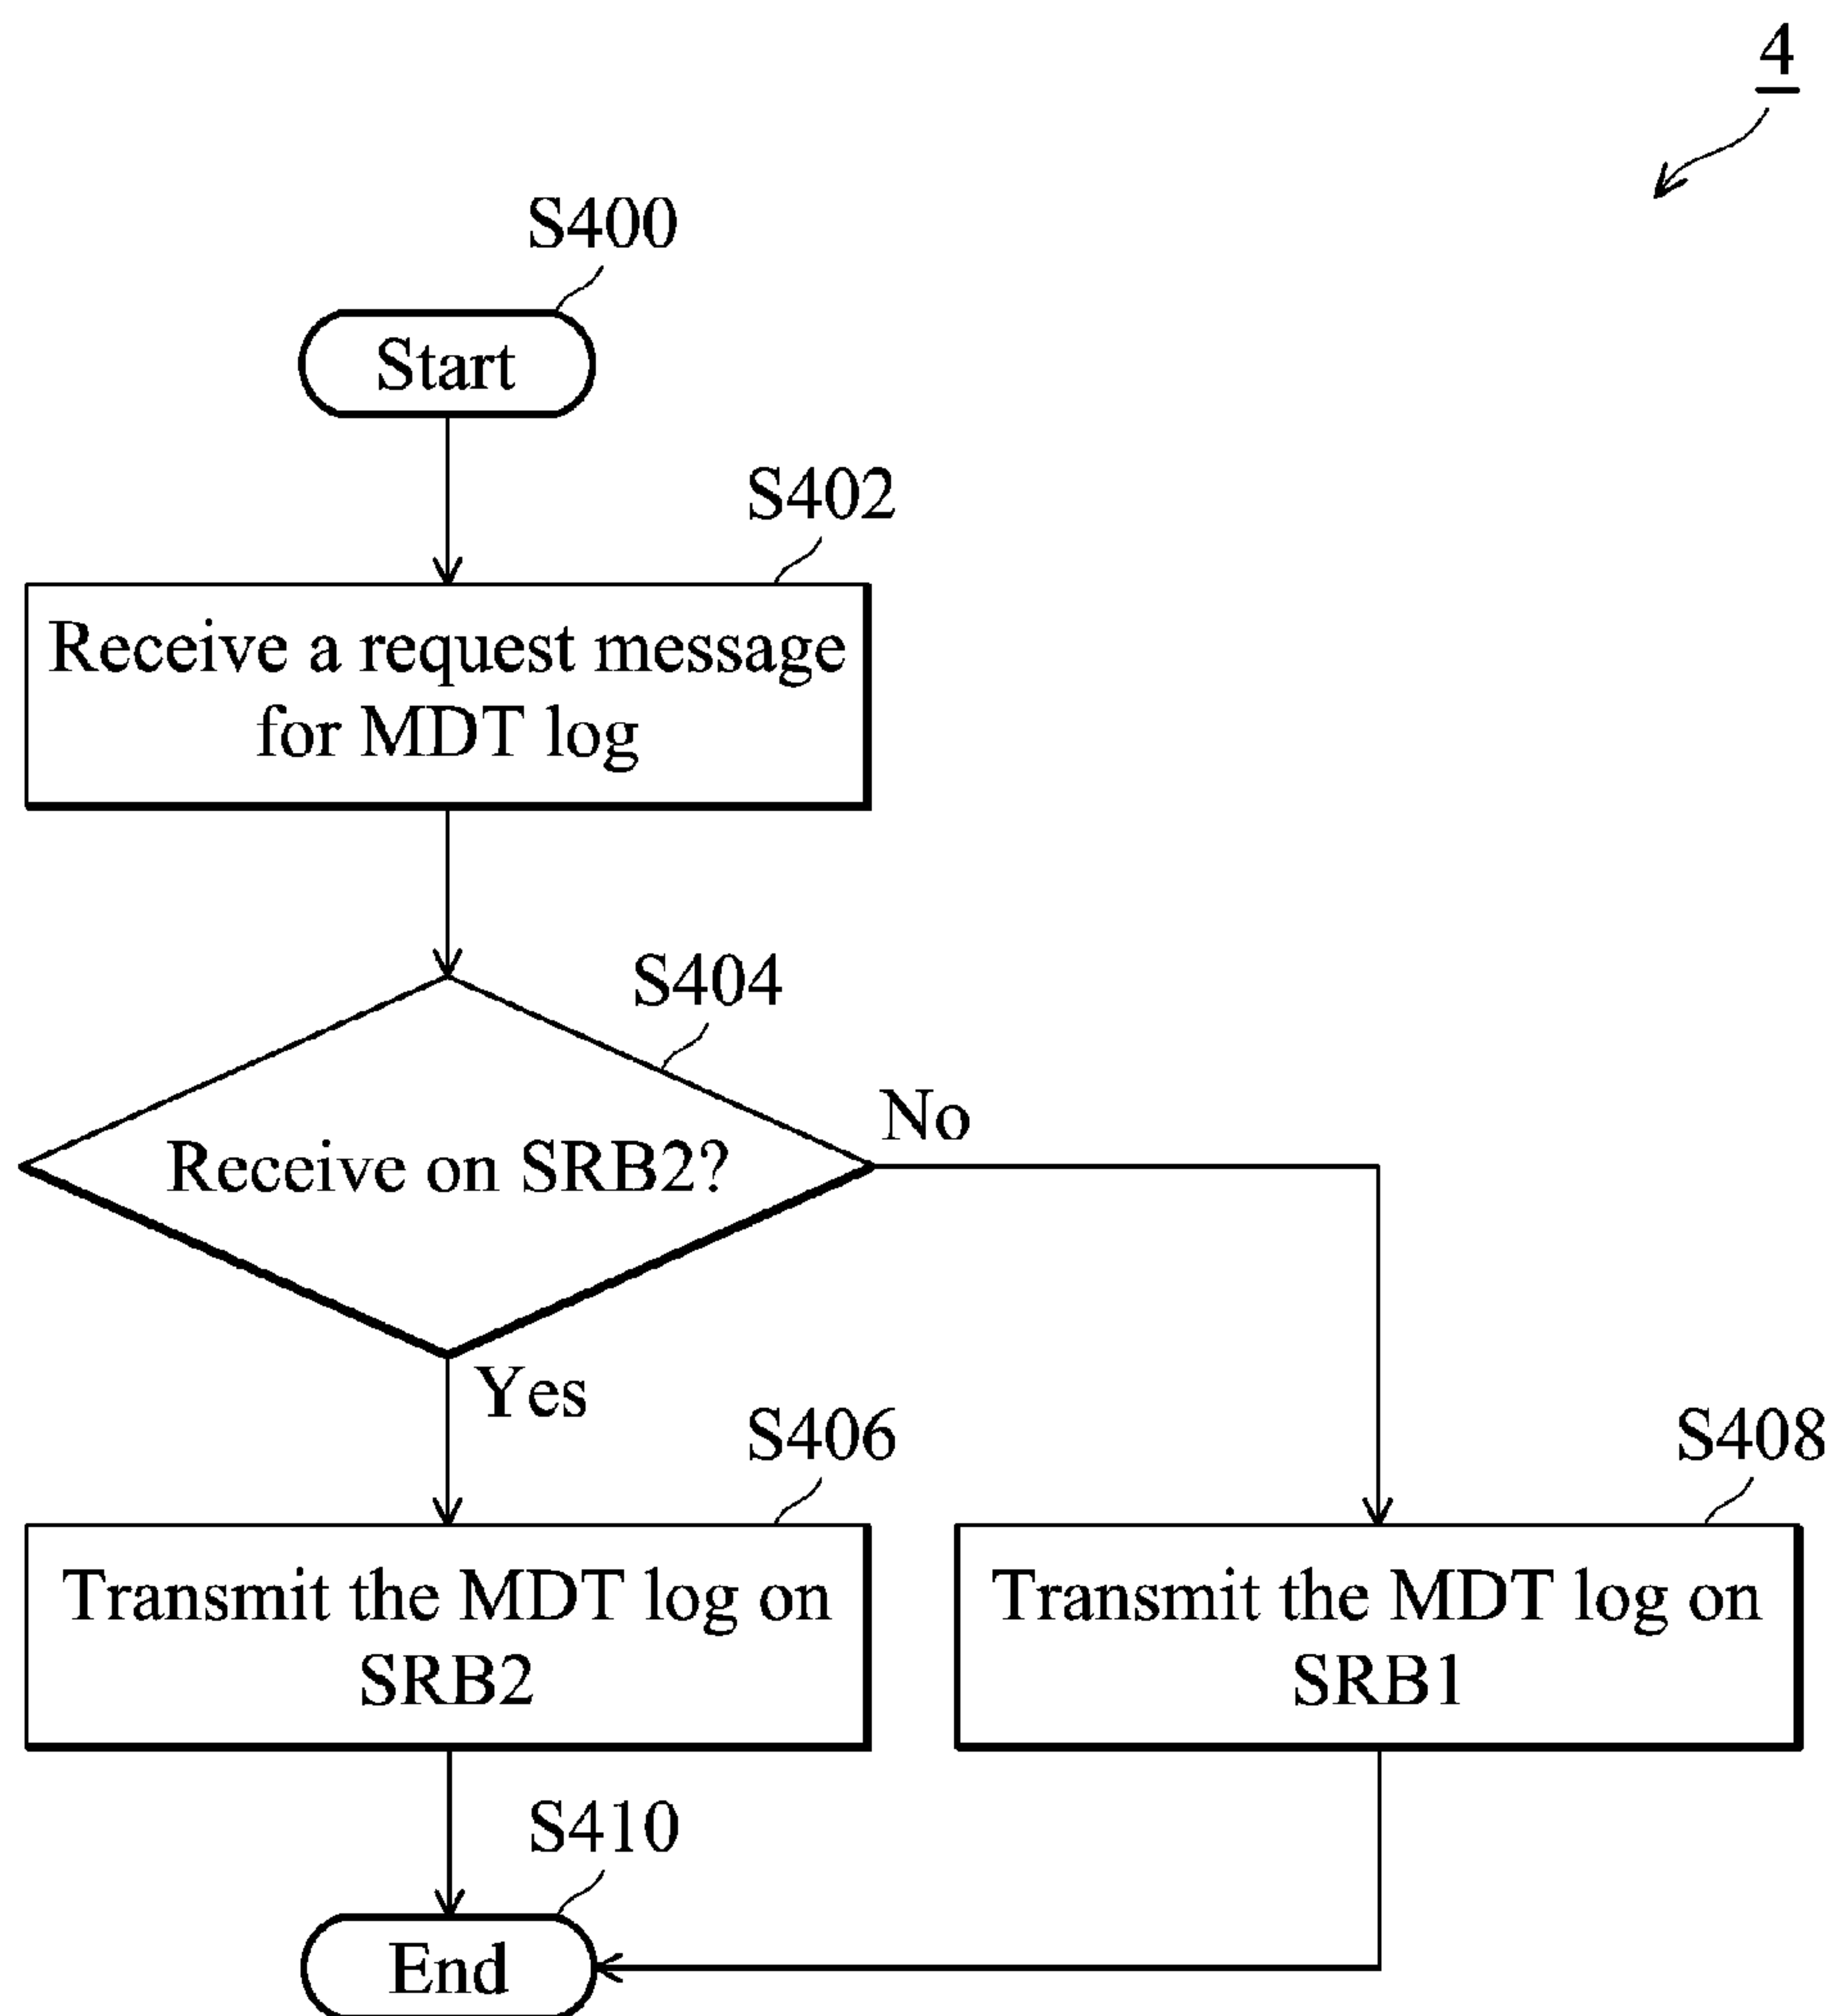 4
S400
Start
S402
Receive a request message
for MDT log
S404
Receive on SRB2?
No
Yes
S406
Transmit the MDT log on
SRB2
S408
Transmit the MDT log on
SRB1
S410
End